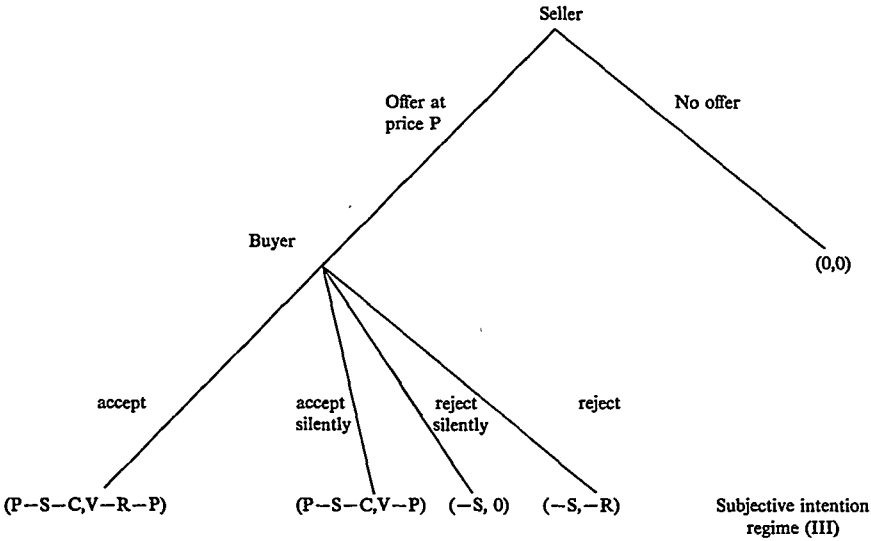 Seller
Offer at
price P
No offer
Buyer
(0,0)
accept
accept
silently
reject
silently
reject
(P—S—C,V—R—P)
(P—S—C,V—P)
(—S, 0)
(—S,—R)
Subjective intention
regime (III)